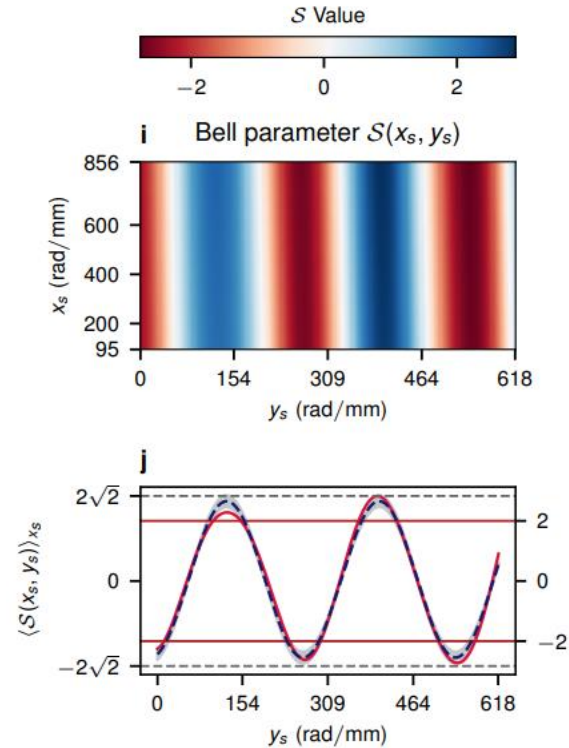 S Value
−2 0 2
i Bell parameter S(xₛ, yₛ)
856
600
400
200
95
xₛ (rad/mm)
0 154 309 464 618
yₛ (rad/mm)
j
2√2
0
−2√2
⟨S(xₛ, yₛ)⟩xₛ
2
0
−2
0 154 309 464 618
yₛ (rad/mm)